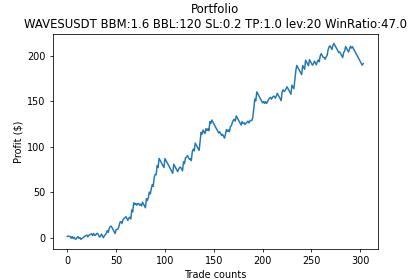 Portfolio
WAVESUSDT BBM:1.6 BBL:120 SL:0.2 TP:1.0 lev:20 WinRatio:47.0
200
150
100
50
0
Profit ($)
0 50 100 150 200 250 300
Trade counts